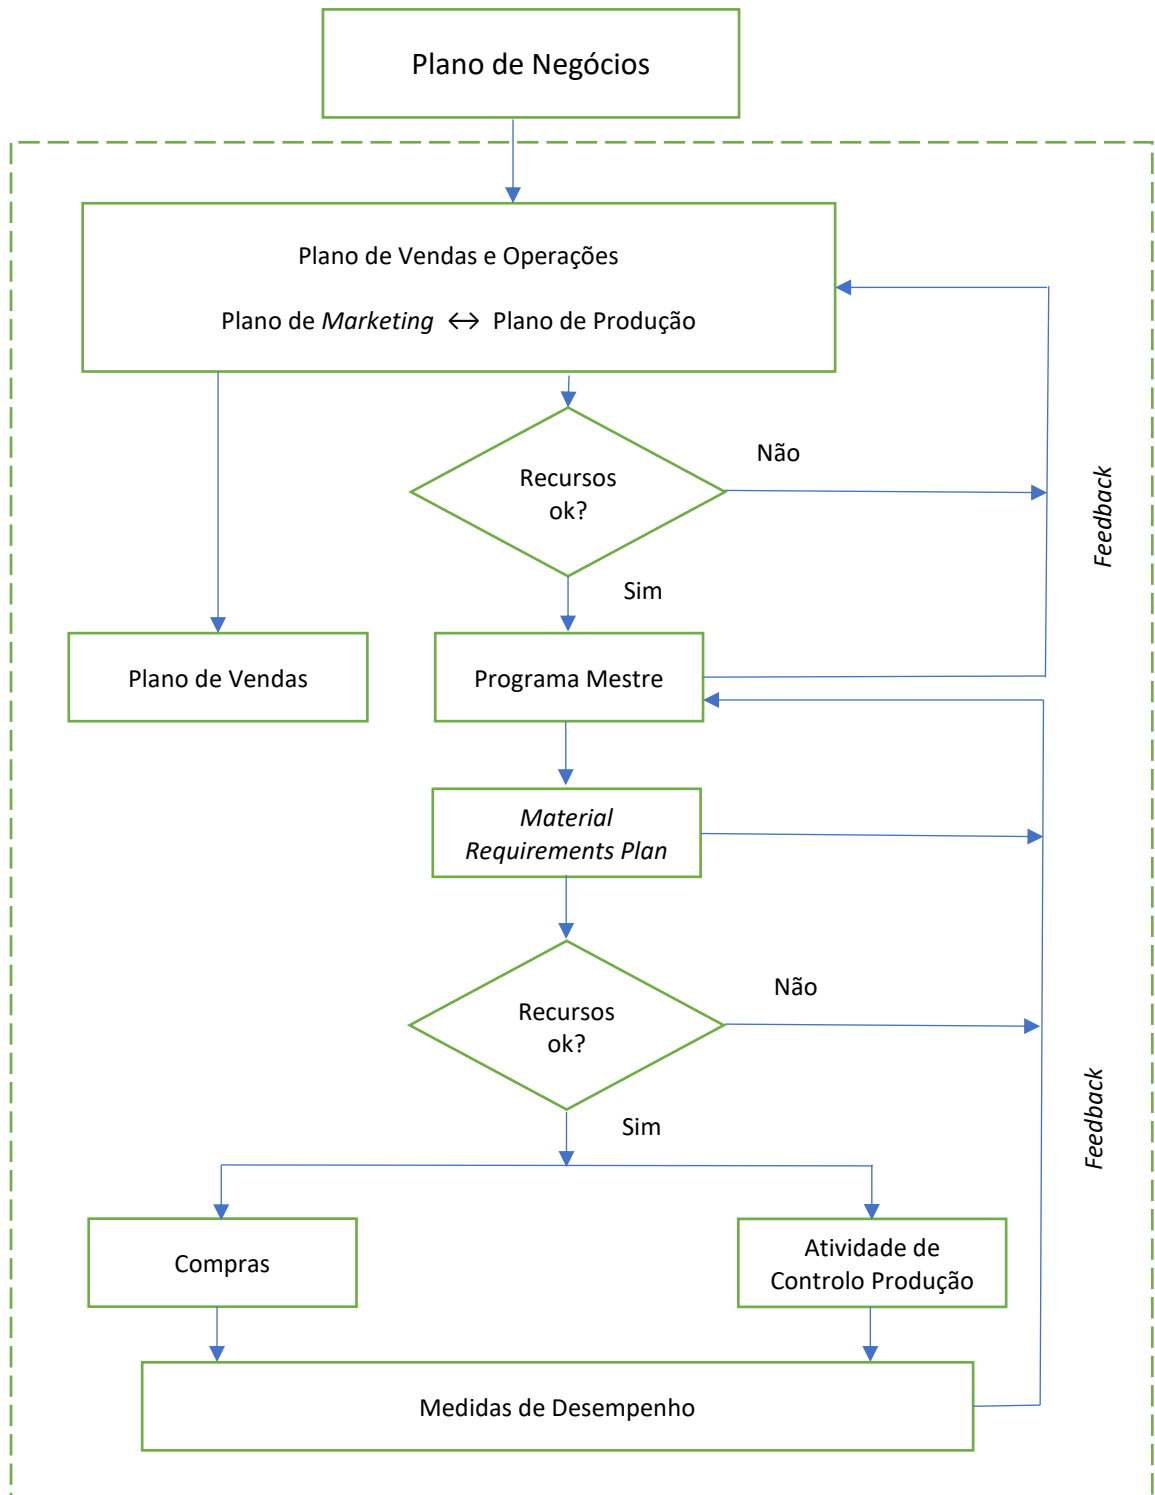 Plano de Negócios
Plano de Vendas e Operações
Plano de Marketing ↔ Plano de Produção
Não
Recursos
ok?
Feedback
Sim
Plano de Vendas
Programa Mestre
Material
Requirements Plan
Não
Recursos
ok?
Feedback
Sim
Compras
Atividade de
Controlo Produção
Medidas de Desempenho